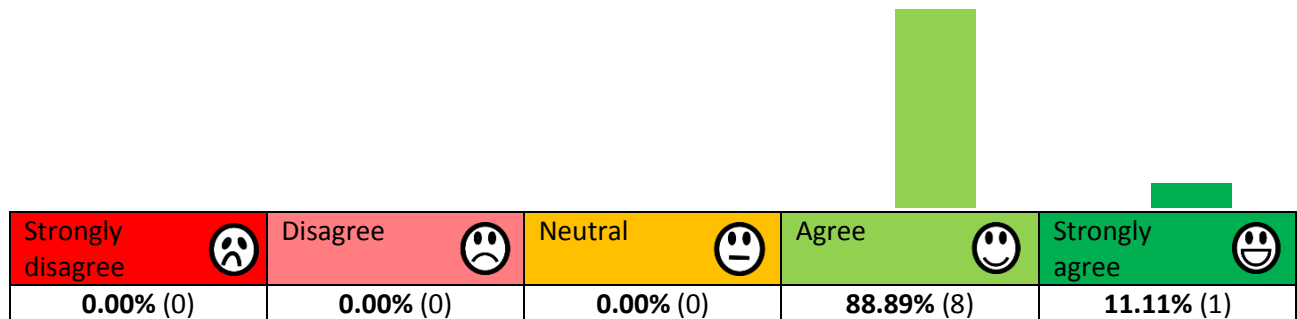 Strongly disagree
Disagree
Neutral
Agree
Strongly agree
0.00% (0)
0.00% (0)
0.00% (0)
88.89% (8)
11.11% (1)